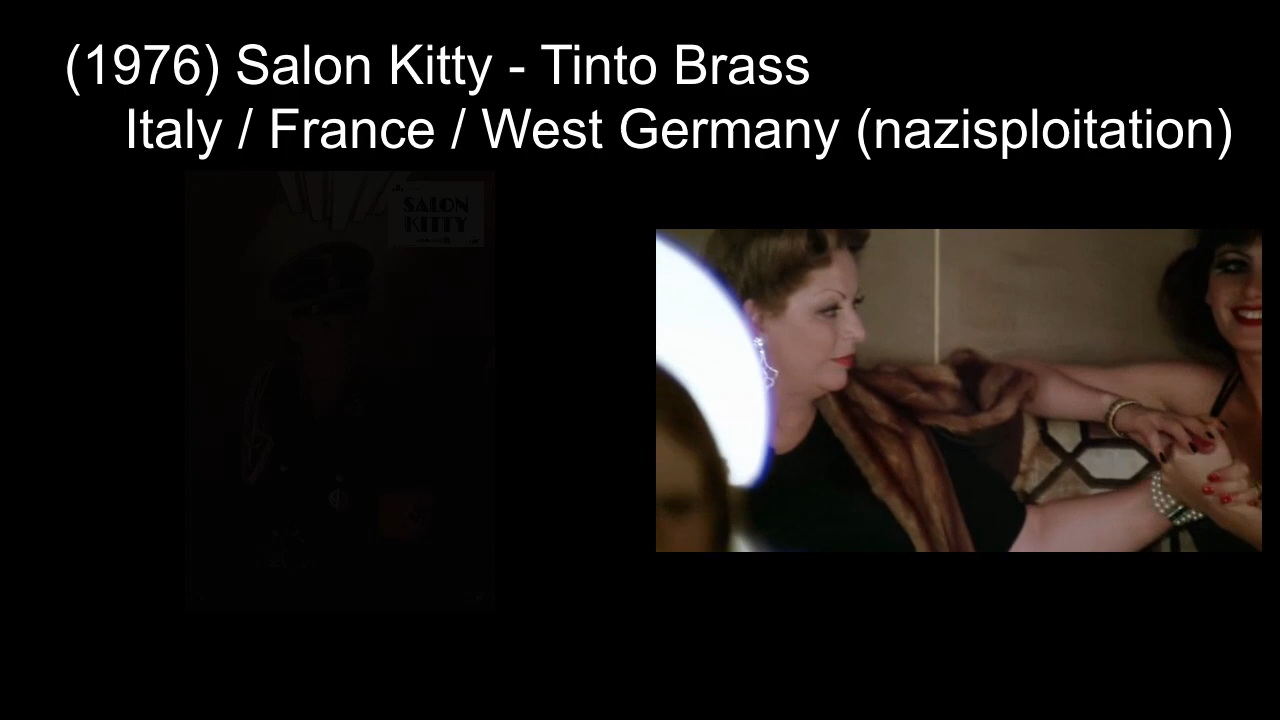 (1976) Salon Kitty - Tinto Brass
Italy / France / West Germany (nazisploitation)
SALON
KITTY